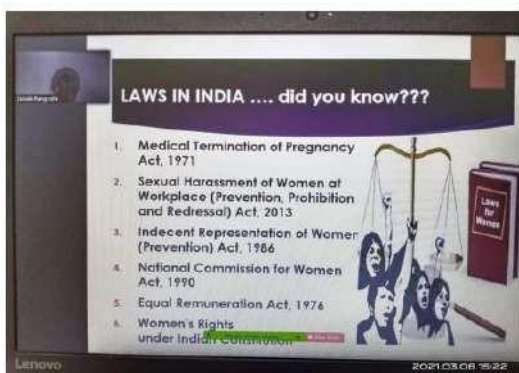 LAWS IN INDIA .... did you know???
1. Medical Termination of Pregnancy
Act, 1971
2. Sexual Harassment of Women at
Workplace (Prevention, Prohibition
and Redressal) Act, 2013
3. Indecent Representation of Women
(Prevention) Act, 1986
4. National Commission for Women
Act, 1990
5. Equal Remuneration Act, 1976
6. Women's Rights
under Indian Constitution
Laws
for
Women
Lenovo
2021.03.08 15:22